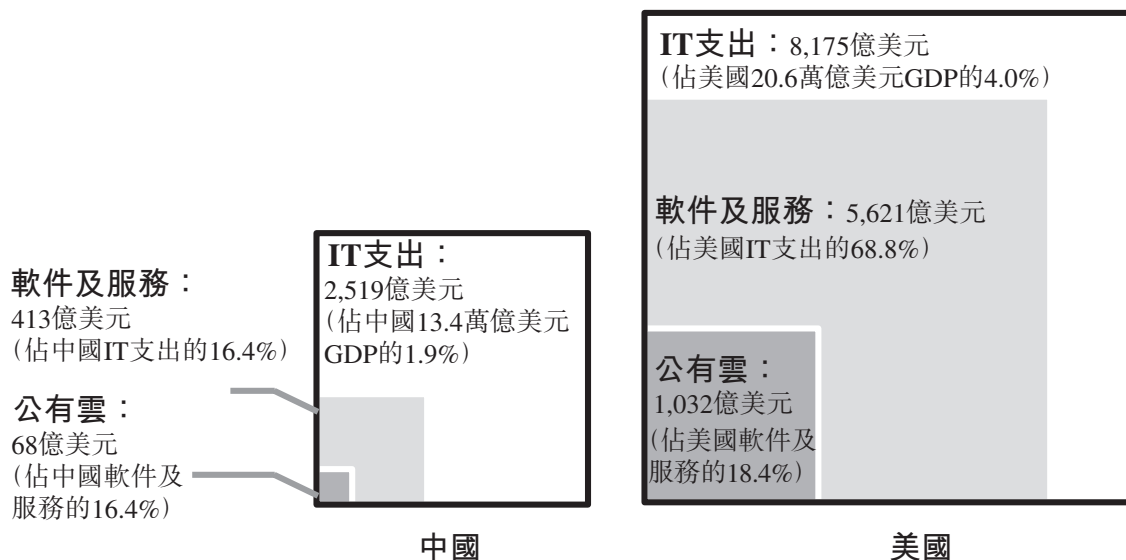 軟件及服務：
413億美元
(佔中國IT支出的16.4%)
公有雲：
68億美元
(佔中國軟件及
服務的16.4%)
IT支出：
2,519億美元
(佔中國13.4萬億美元
GDP的1.9%)
中國
IT支出：8,175億美元
(佔美國20.6萬億美元GDP的4.0%)
軟件及服務：5,621億美元
(佔美國IT支出的68.8%)
公有雲：
1,032億美元
(佔美國軟件及
服務的18.4%)
美國